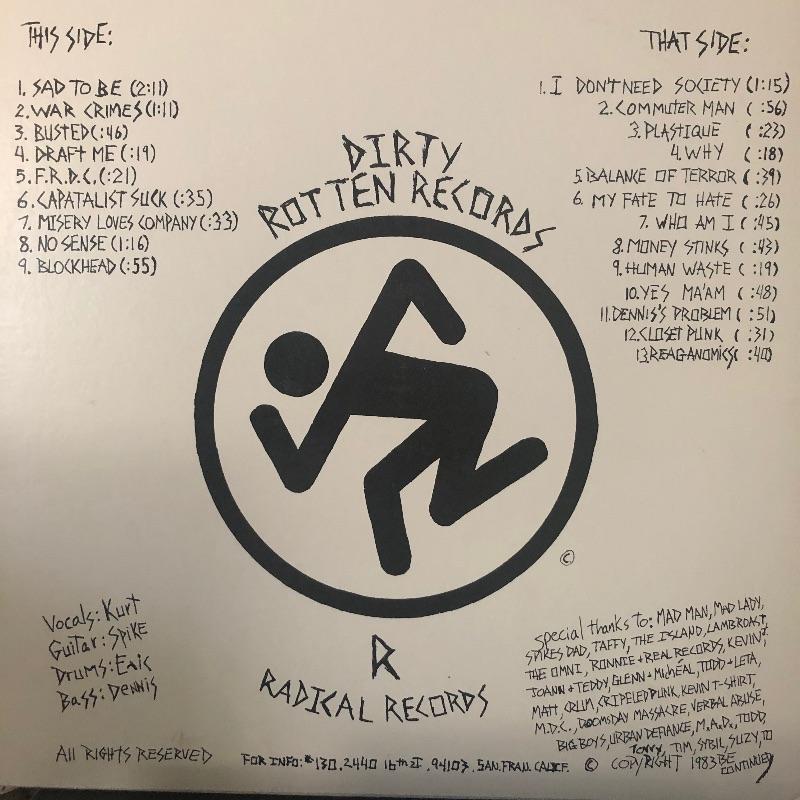 THIS SIDE:
1. SAD TO BE (2:11)
2. WAR CRIMES (1:11)
3. BUSTED (:46)
4. DRAFT ME (:19)
5. F.R.D.C. (:21)
6. CAPATALIST SUCK (:35)
7. MISERY LOVES COMPANY (:33)
8. NO SENSE (1:16)
9. BLOCKHEAD (:55)
THAT SIDE:
1. I DON'T NEED SOCIETY (1:15)
2. COMMUTER MAN (:56)
3. PLASTIQUE (:23)
4. WHY (:18)
5. BALANCE OF TERROR (:39)
6. MY FATE TO HATE (:26)
7. WHO AM I (:45)
8. MONEY STINKS (:43)
9. HUMAN WASTE (:19)
10. YES MA'AM (:48)
11. DENNIS'S PROBLEM (:51)
12. CLOSET PUNK (:31)
13. REAGANOMICS (:40)
DIRTY
ROTTEN RECORDS
©
R
RADICAL RECORDS
Vocals: Kurt
Guitar: Spike
Drums: Eric
Bass: Dennis
special thanks to: MAD MAN, MAD LADY,
SPIKES DAD, TAFFY, THE ISLAND, LAMBROAST,
THE OMNI, RONNIE + REAL RECORDS, KEVIN,
JOANN + TEDDY, GLENN + MICHÉAL, TODD + LETA,
MATT, CRUM, CRIPELED PUNK, KEVIN T-SHIRT,
M.D.C., DOOMSDAY MASSACRE, VERBAL ABUSE,
BIG BOYS, URBAN DEFIANCE, M.A.D., TODD,
TONY, TIM, SYBIL, SUZY, TO
BE
CONTINUED
All RIGHTS RESERVED
FOR INFO: #130, 2440 16th ST, 94103, SAN. FRAN. CALIF.
© COPYRIGHT 1983